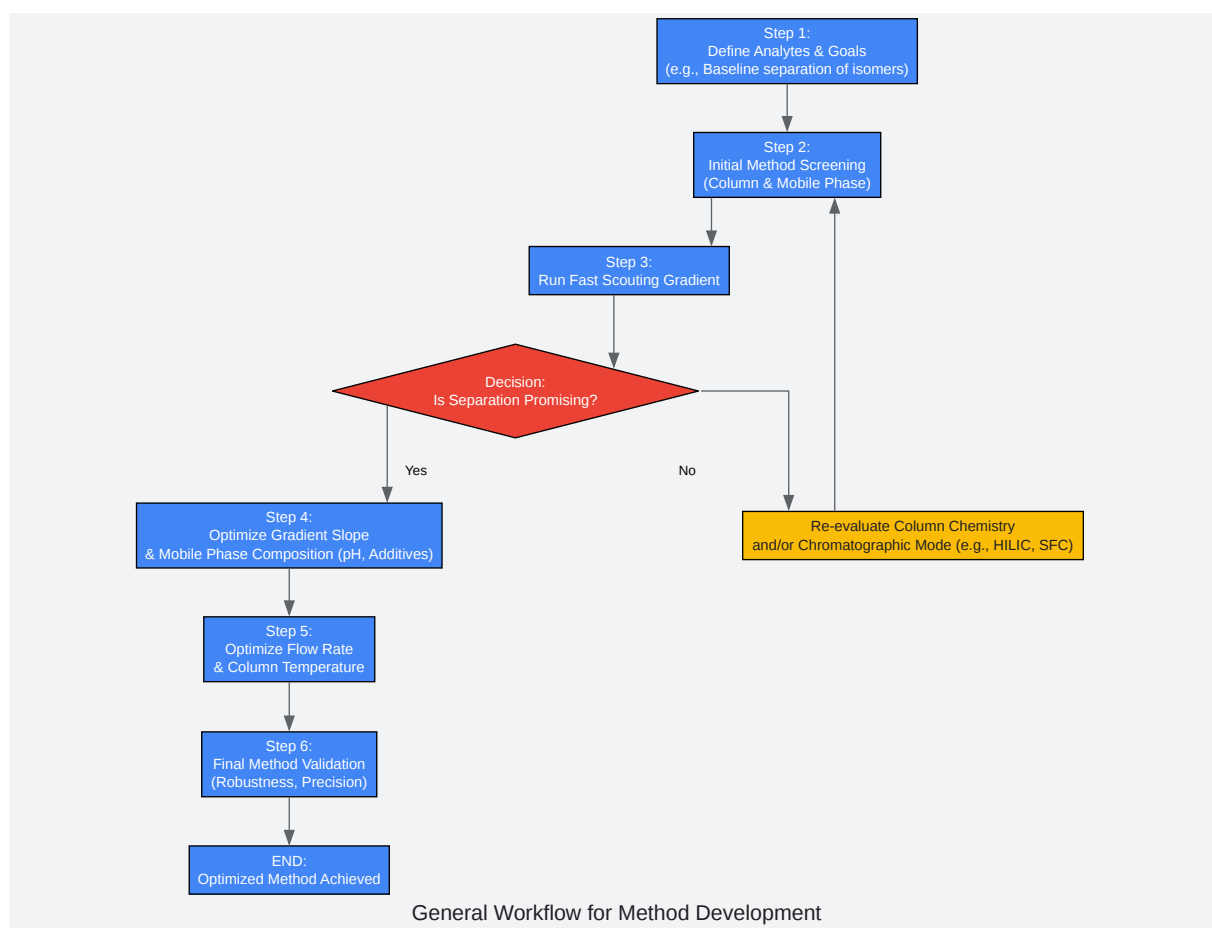 Step 1:
Define Analytes & Goals
(e.g., Baseline separation of isomers)
Step 2:
Initial Method Screening
(Column & Mobile Phase)
Step 3:
Run Fast Scouting Gradient
Decision:
Is Separation Promising?
Yes
No
Step 4:
Optimize Gradient Slope
& Mobile Phase Composition (pH, Additives)
Re-evaluate Column Chemistry
and/or Chromatographic Mode (e.g., HILIC, SFC)
Step 5:
Optimize Flow Rate
& Column Temperature
Step 6:
Final Method Validation
(Robustness, Precision)
END:
Optimized Method Achieved
General Workflow for Method Development